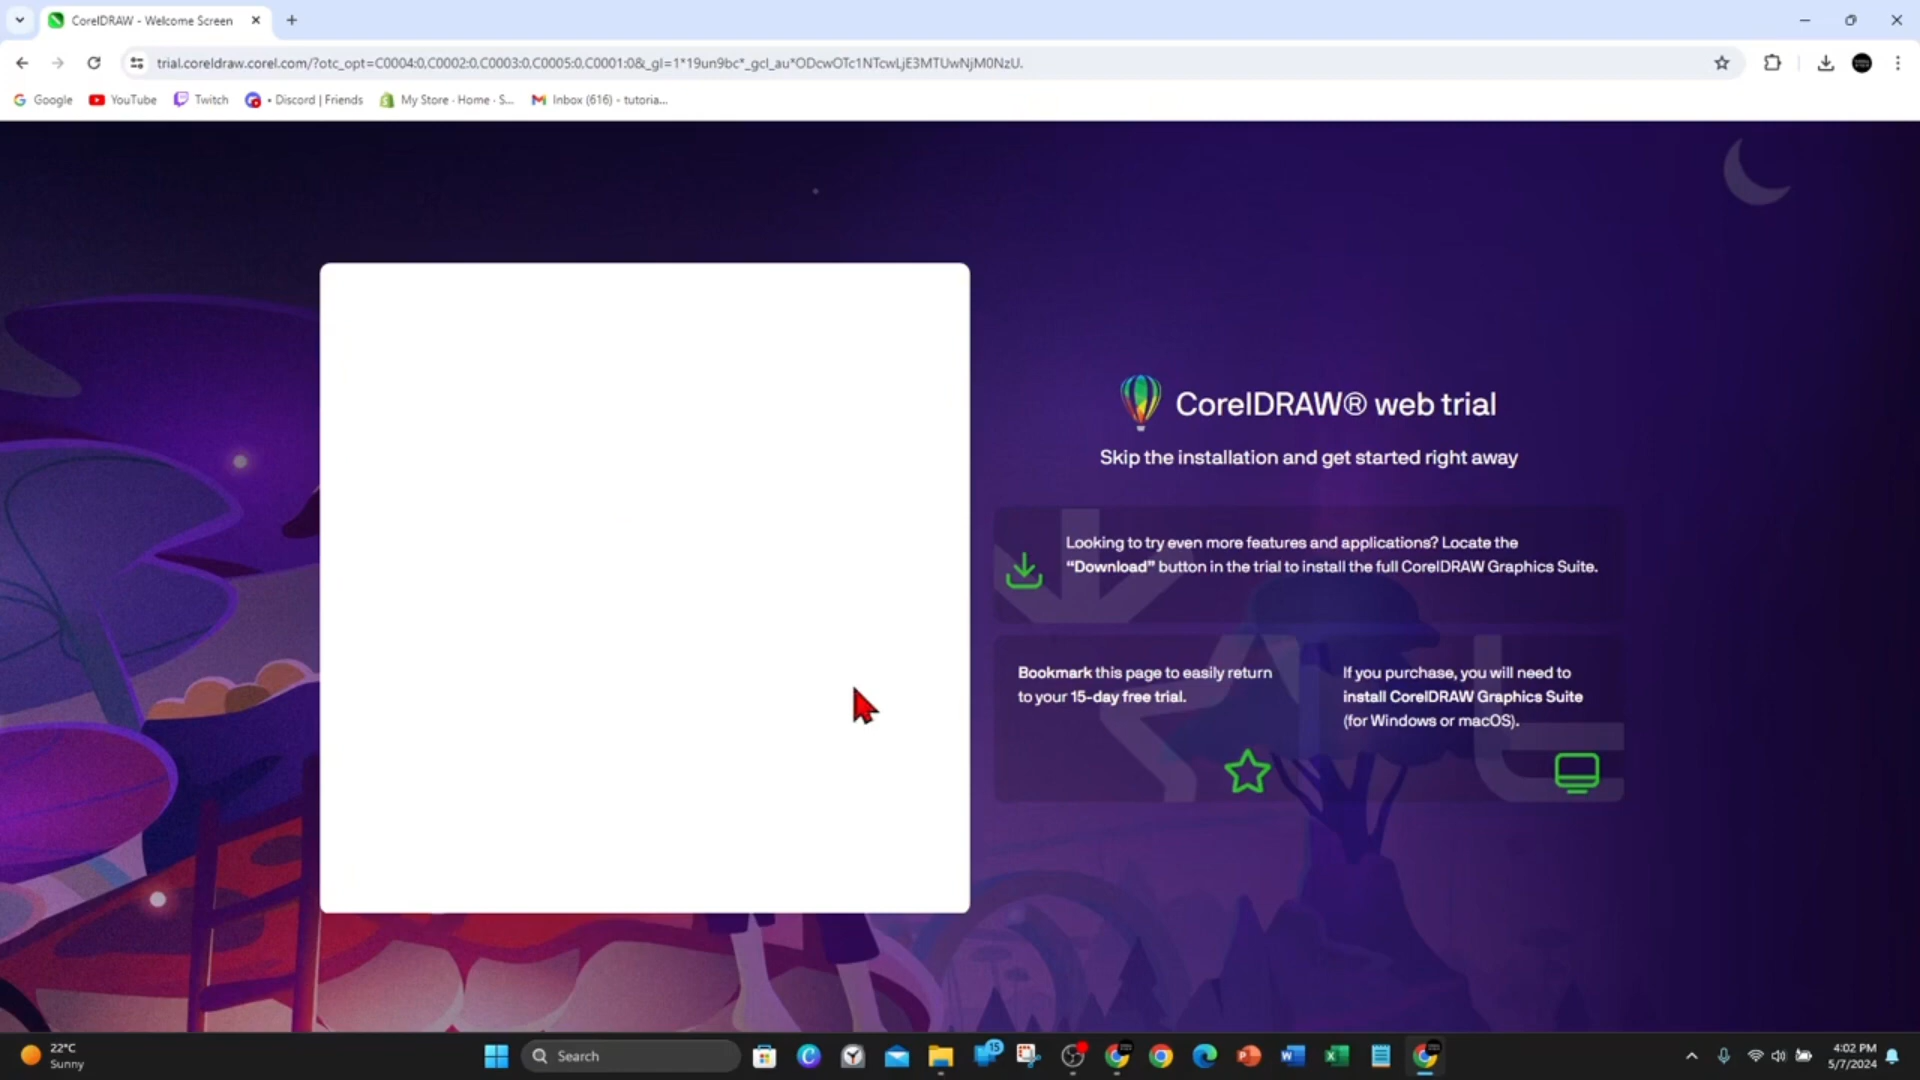 CorelDRAW - Welcome Screen
trial.coreldraw.corel.com/?otc_opt=C0004:0,C0002:0,C0003:0,C0005:0,C0001:0&_gl=1*19un9bc*_gcl_au*ODcwOTc1NTcwLjE3MTUwNjM0NzU.
Google YouTube Twitch • Discord | Friends My Store · Home · S... Inbox (616) - tutoria...
CorelDRAW® web trial
Skip the installation and get started right away
Looking to try even more features and applications? Locate the
“Download” button in the trial to install the full CorelDRAW Graphics Suite.
Bookmark this page to easily return
to your 15-day free trial.
If you purchase, you will need to
install CorelDRAW Graphics Suite
(for Windows or macOS).
22°C
Sunny
Search
15
4:02 PM
5/7/2024